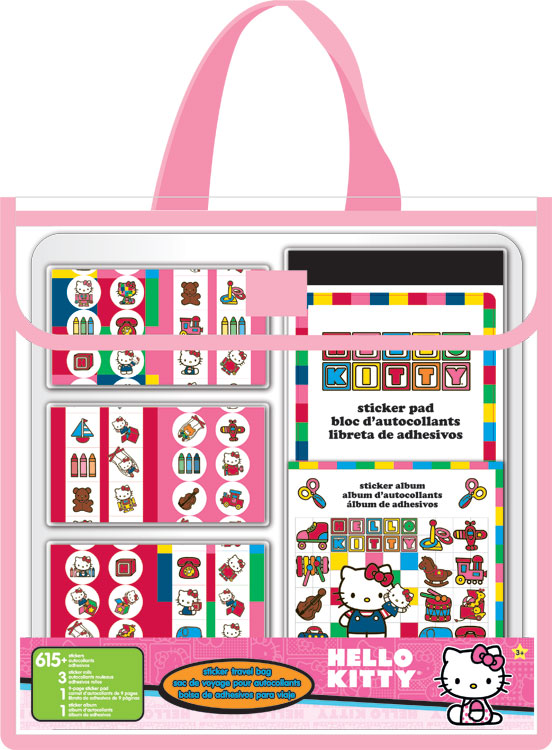 HELLO
KITTY
sticker pad
bloc d'autocollants
libreta de adhesivos
sticker album
album d'autocollants
álbum de adhesivos
HELLO
KITTY
615+ stickers
autocollants
adhesivos
3 sticker rolls
autocollants rouleaux
adhesivos rollos
1 9-page sticker pad
carnet d'autocollants de 9 pages
libreta de adhesivos de 9 páginas
1 sticker album
album d'autocollants
álbum de adhesivos
sticker travel bag
sac de voyage pour autocollants
bolsa de adhesivos para viaje
HELLO
KITTY
3+